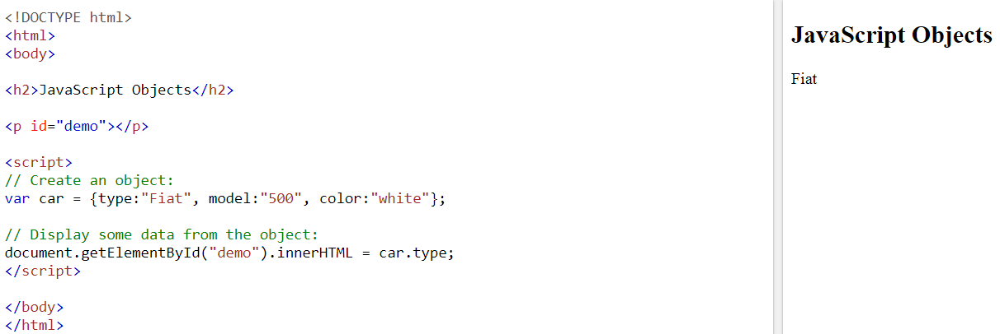 <!DOCTYPE html>
<html>
<body>
<h2>JavaScript Objects</h2>
<p id="demo"></p>
<script>
// Create an object:
var car = {type:"Fiat", model:"500", color:"white"};
// Display some data from the object:
document.getElementById("demo").innerHTML = car.type;
</script>
</body>
</html>
JavaScript Objects
Fiat